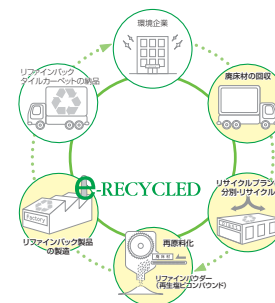 環境企業
リファインバック
タイルカーペットの納品
廃床材の回収
e-RECYCLED
リサイクルプラント
分別・リサイクル
Factory
リファインバック製品
の製造
再原料化
リファインパウダー
(再生塩ビコンパウンド)